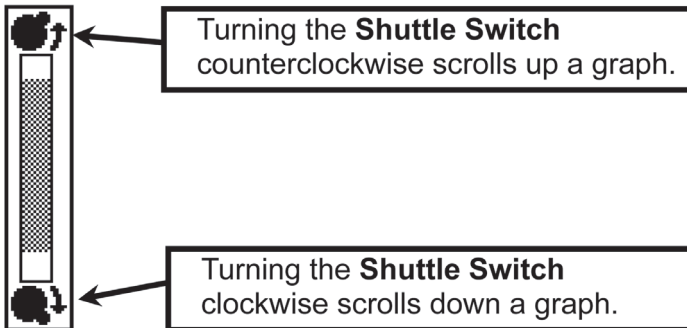 Turning the Shuttle Switch
counterclockwise scrolls up a graph.
Turning the Shuttle Switch
clockwise scrolls down a graph.